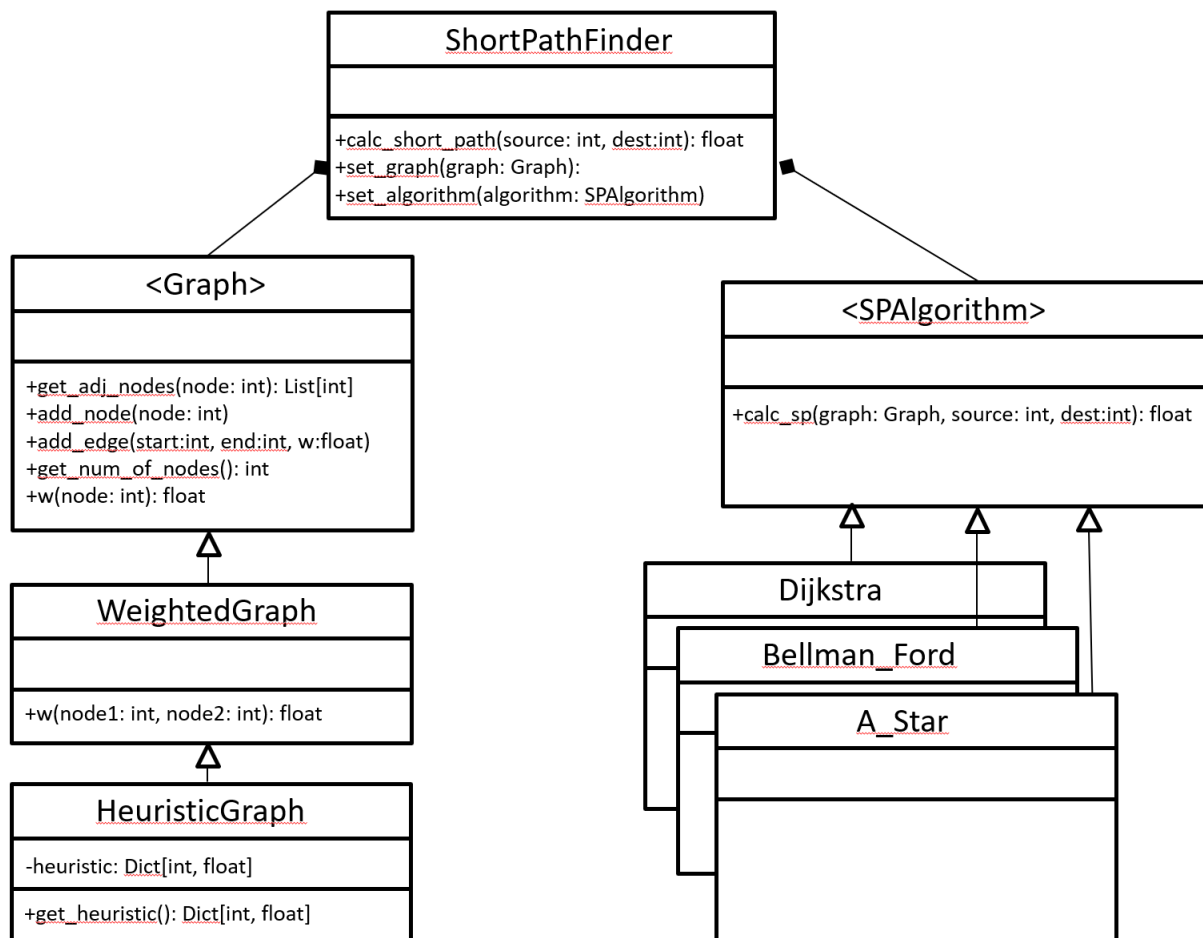 ShortPathFinder
+calc_short_path(source: int, dest:int): float
+set_graph(graph: Graph):
+set_algorithm(algorithm: SPAlgorithm)
<Graph>
+get_adj_nodes(node: int): List[int]
+add_node(node: int)
+add_edge(start:int, end:int, w:float)
+get_num_of_nodes(): int
+w(node: int): float
<SPAlgorithm>
+calc_sp(graph: Graph, source: int, dest:int): float
WeightedGraph
+w(node1: int, node2: int): float
HeuristicGraph
-heuristic: Dict[int, float]
+get_heuristic(): Dict[int, float]
Dijkstra
Bellman_Ford
A_Star